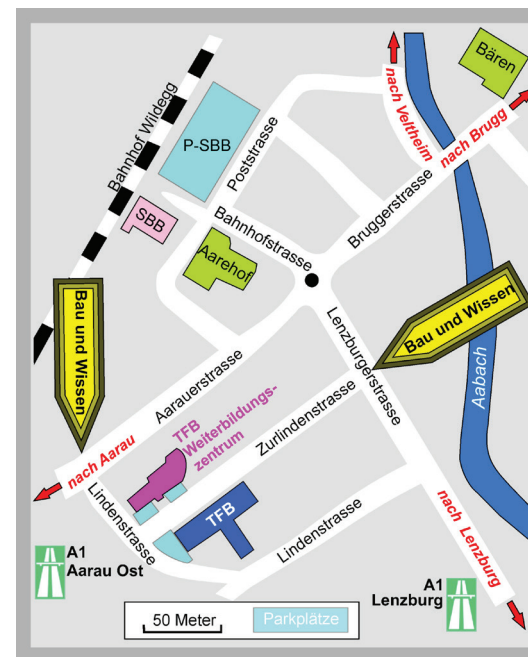 Bären
nach Veltheim
nach Brugg
Bahnhof Wildegg
P-SBB
Poststrasse
SBB
Bahnhofstrasse
Bruggerstrasse
Aarehof
Bau und Wissen
Lenzburgerstrasse
Bau und Wissen
Aabach
Aarauerstrasse
TFB
Weiterbildungs-
zentrum
Zurlindenstrasse
nach Aarau
Lindenstrasse
TFB
Lindenstrasse
nach Lenzburg
A1
Aarau Ost
A1
Lenzburg
50 Meter
Parkplätze